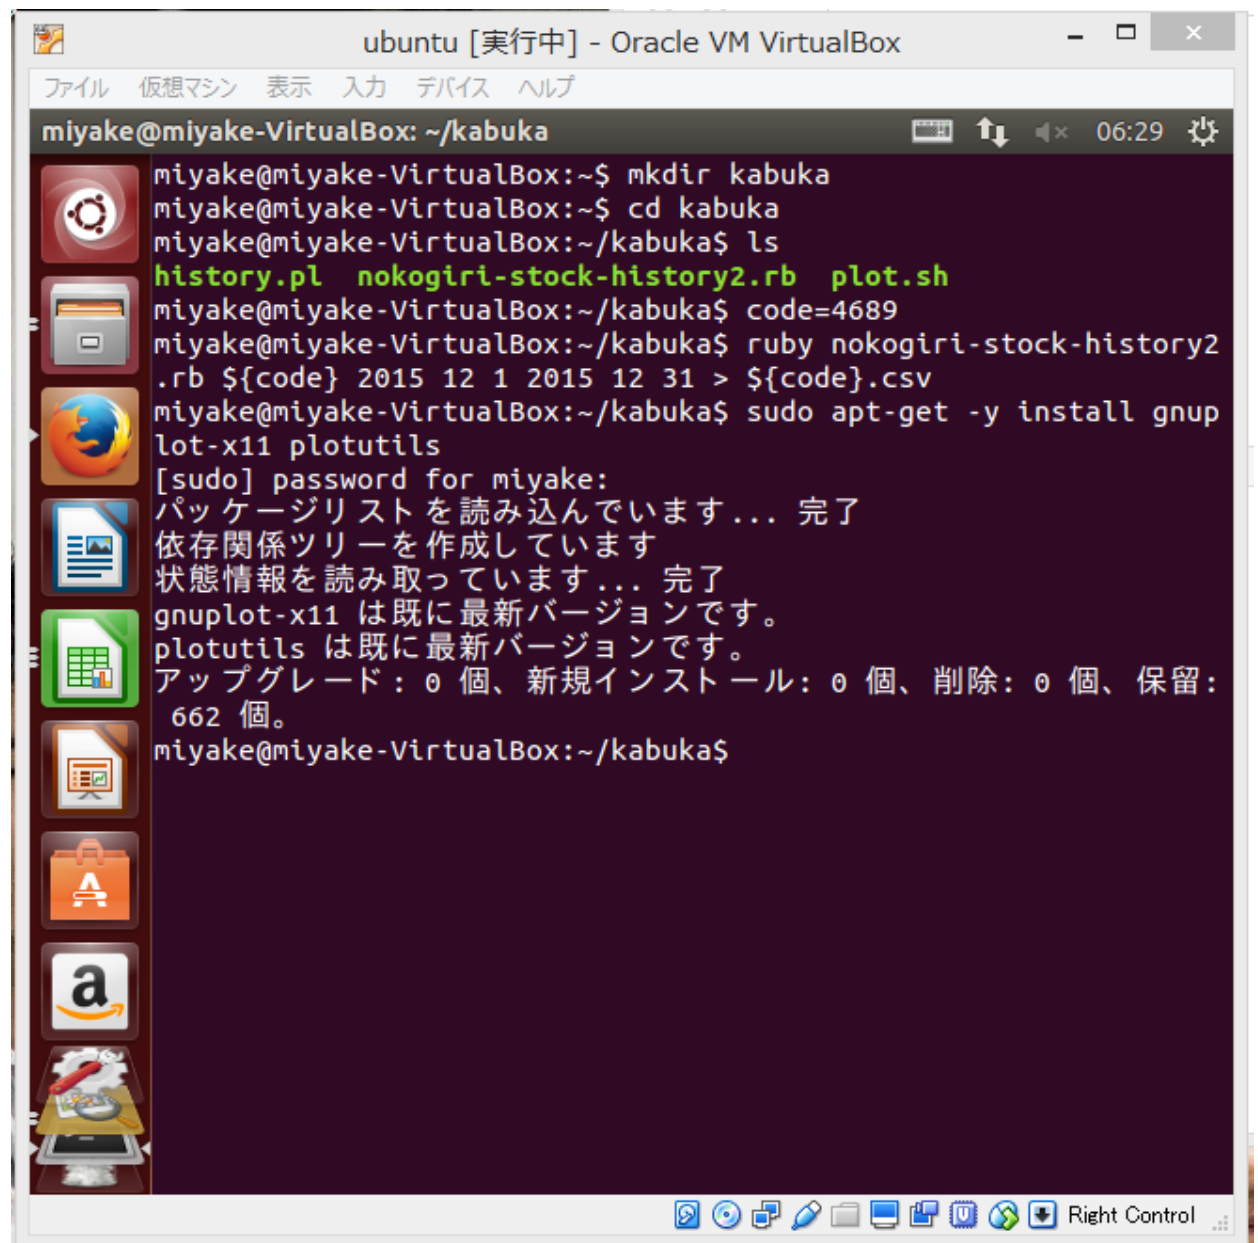 ubuntu [実行中] - Oracle VM VirtualBox
ファイル 仮想マシン 表示 入力 デバイス ヘルプ
miyake@miyake-VirtualBox: ~/kabuka 06:29
miyake@miyake-VirtualBox:~$ mkdir kabuka
miyake@miyake-VirtualBox:~$ cd kabuka
miyake@miyake-VirtualBox:~/kabuka$ ls
history.pl nokogiri-stock-history2.rb plot.sh
miyake@miyake-VirtualBox:~/kabuka$ code=4689
miyake@miyake-VirtualBox:~/kabuka$ ruby nokogiri-stock-history2
.rb ${code} 2015 12 1 2015 12 31 > ${code}.csv
miyake@miyake-VirtualBox:~/kabuka$ sudo apt-get -y install gnup
lot-x11 plotutils
[sudo] password for miyake:
パッケージリストを読み込んでいます... 完了
依存関係ツリーを作成しています
状態情報を読み取っています... 完了
gnuplot-x11 は既に最新バージョンです。
plotutils は既に最新バージョンです。
アップグレード: 0 個、新規インストール: 0 個、削除: 0 個、保留:
662 個。
miyake@miyake-VirtualBox:~/kabuka$
Right Control